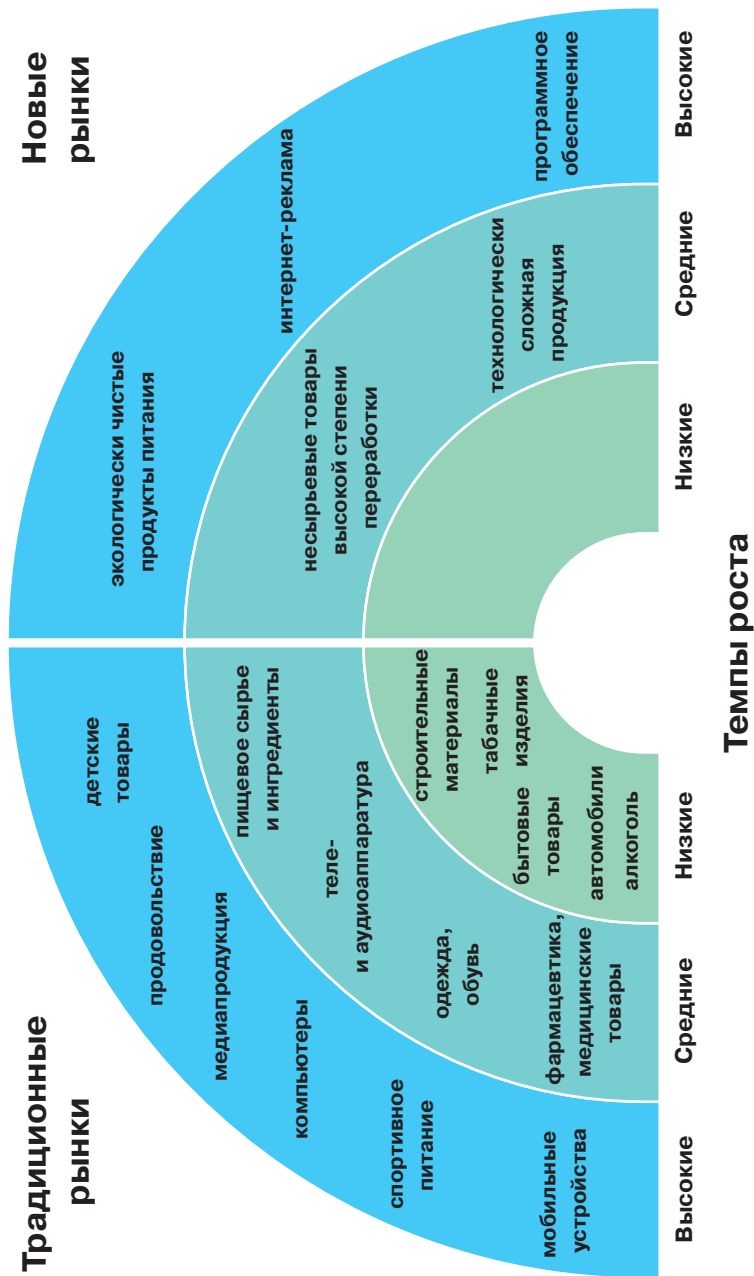 Традиционные
рынки
Новые
рынки
детские
товары
продовольствие
медиапродукция
компьютеры
спортивное
питание
мобильные
устройства
пищевое сырье
и ингредиенты
теле-
и аудиоаппаратура
одежда,
обувь
фармацевтика,
медицинские
товары
строительные
материалы
табачные
изделия
бытовые
товары
автомобили
алкоголь
экологически чистые
продукты питания
интернет-реклама
программное
обеспечение
несырьевые товары
высокой степени
переработки
технологически
сложная
продукция
Высокие
Средние
Низкие
Низкие
Средние
Высокие
Темпы роста